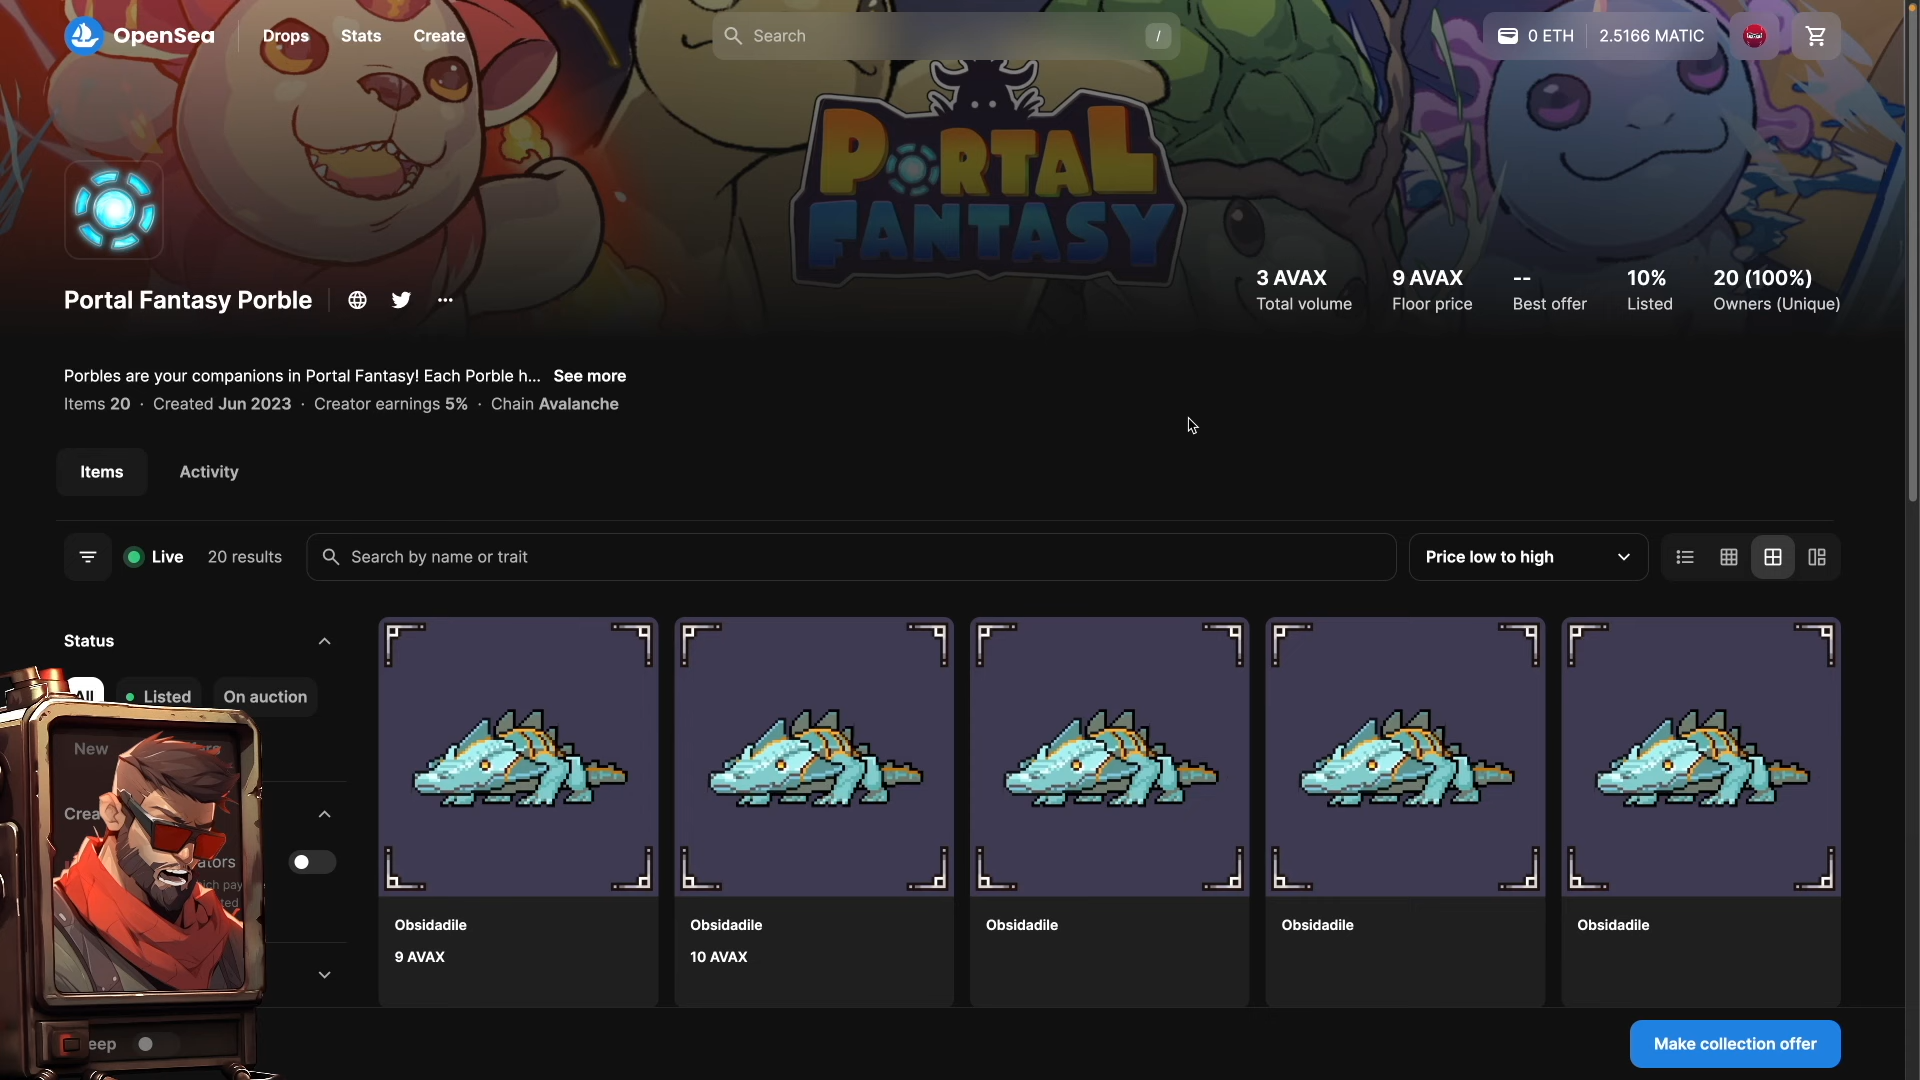 OpenSea
Drops
Stats
Create
Search
/
0 ETH
2.5166 MATIC
PORTAL
FANTASY
Portal Fantasy Porble
3 AVAX
Total volume
9 AVAX
Floor price
--
Best offer
10%
Listed
20 (100%)
Owners (Unique)
Porbles are your companions in Portal Fantasy! Each Porble h... See more
Items 20 · Created Jun 2023 · Creator earnings 5% · Chain Avalanche
Items
Activity
Live
20 results
Search by name or trait
Price low to high
Status
All
Listed
On auction
New
Obsidadile
9 AVAX
Obsidadile
10 AVAX
Obsidadile
Obsidadile
Obsidadile
Make collection offer